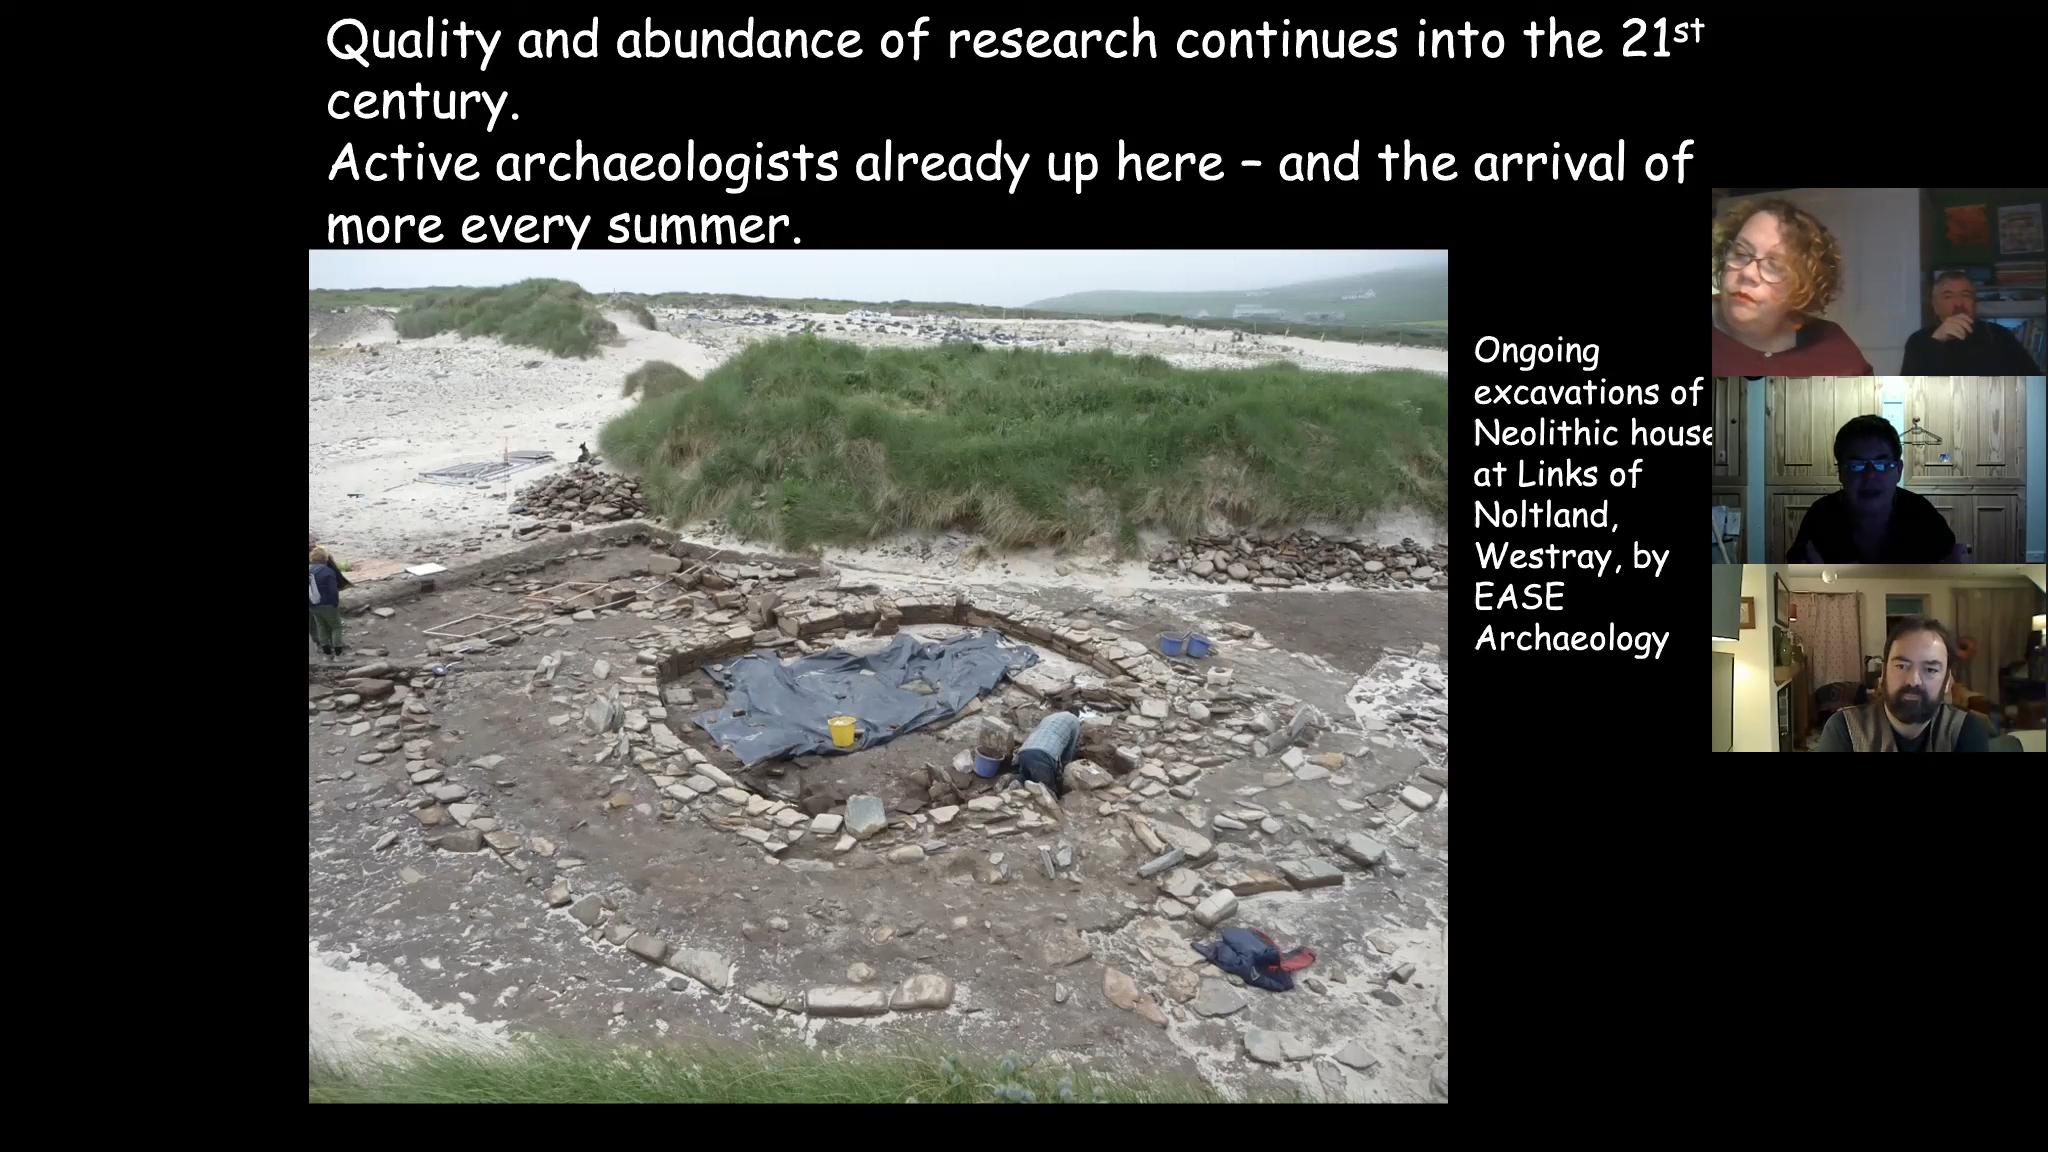 Quality and abundance of research continues into the 21st
century.
Active archaeologists already up here – and the arrival of
more every summer.
Ongoing
excavations of
Neolithic house
at Links of
Noltland,
Westray, by
EASE
Archaeology